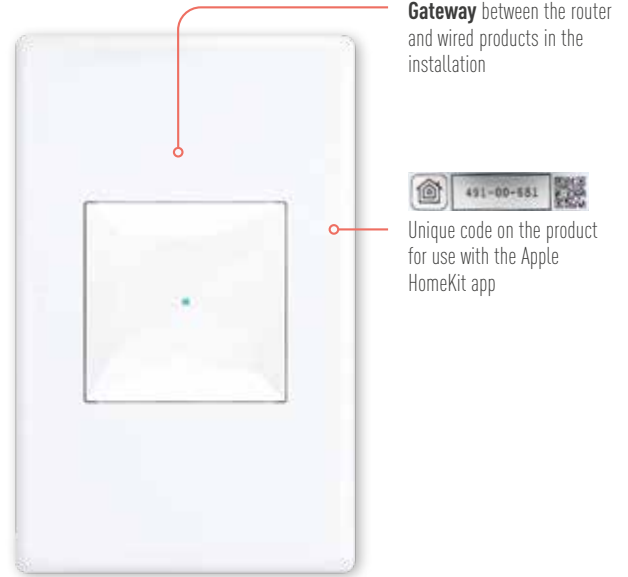 Gateway between the router
and wired products in the
installation
491-00-681
Unique code on the product
for use with the Apple
HomeKit app